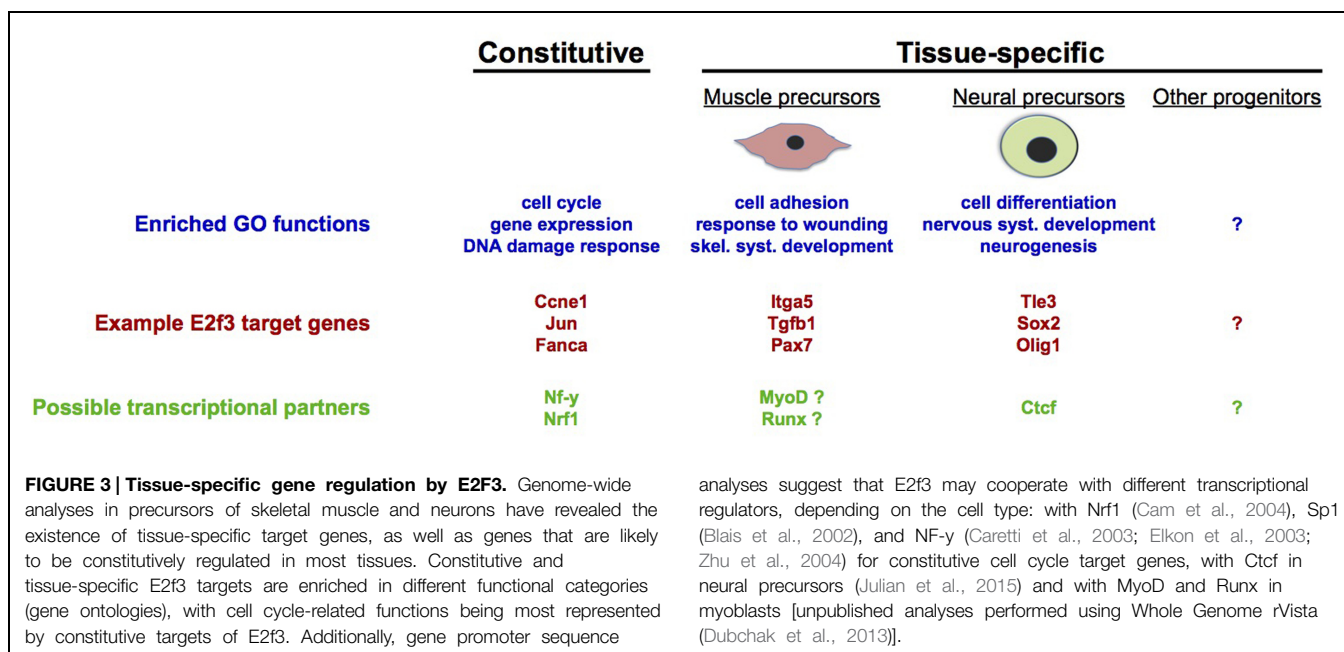 Constitutive
Tissue-specific
Muscle precursors
Neural precursors
Other progenitors
Enriched GO functions
cell cycle
gene expression
DNA damage response
cell adhesion
response to wounding
skel. syst. development
cell differentiation
nervous syst. development
neurogenesis
?
Example E2f3 target genes
Ccne1
Jun
Fanca
Itga5
Tgfb1
Pax7
Tle3
Sox2
Olig1
?
Possible transcriptional partners
Nf-y
Nrf1
MyoD ?
Runx ?
Ctcf
?
FIGURE 3 | Tissue-specific gene regulation by E2F3. Genome-wide
analyses in precursors of skeletal muscle and neurons have revealed the
existence of tissue-specific target genes, as well as genes that are likely
to be constitutively regulated in most tissues. Constitutive and
tissue-specific E2f3 targets are enriched in different functional categories
(gene ontologies), with cell cycle-related functions being most represented
by constitutive targets of E2f3. Additionally, gene promoter sequence
analyses suggest that E2f3 may cooperate with different transcriptional
regulators, depending on the cell type: with Nrf1 (Cam et al., 2004), Sp1
(Blais et al., 2002), and NF-y (Caretti et al., 2003; Elkon et al., 2003;
Zhu et al., 2004) for constitutive cell cycle target genes, with Ctcf in
neural precursors (Julian et al., 2015) and with MyoD and Runx in
myoblasts [unpublished analyses performed using Whole Genome rVista
(Dubchak et al., 2013)].